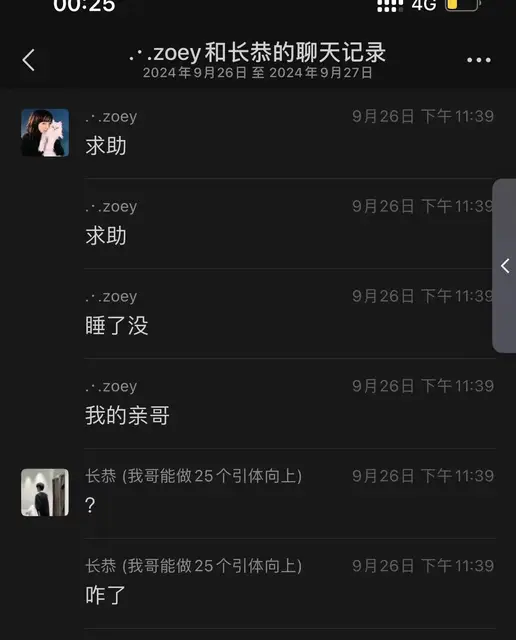 00:25
4G
.·.zoey和长恭的聊天记录
2024年9月26日 至 2024年9月27日
.·.zoey 9月26日 下午11:39
求助
.·.zoey 9月26日 下午11:39
求助
.·.zoey 9月26日 下午11:39
睡了没
.·.zoey 9月26日 下午11:39
我的亲哥
长恭 (我哥能做25个引体向上) 9月26日 下午11:39
?
长恭 (我哥能做25个引体向上) 9月26日 下午11:39
咋了